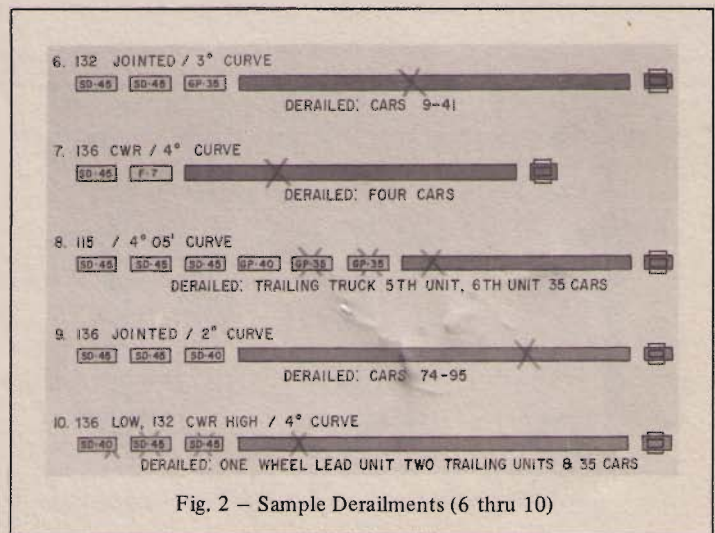 6. 132 JOINTED / 3° CURVE
SD-45 SD-45 GP-35
DERAILED: CARS 9-41
7. 136 CWR / 4° CURVE
SD-45 F-7
DERAILED: FOUR CARS
8. 115 / 4° 05' CURVE
SD-45 SD-45 SD-45 GP-40 GP-35 GP-35
DERAILED: TRAILING TRUCK 5TH UNIT, 6TH UNIT 35 CARS
9. 136 JOINTED / 2° CURVE
SD-45 SD-45 SD-40
DERAILED: CARS 74-95
10. 136 LOW, 132 CWR HIGH / 4° CURVE
SD-40 SD-45 SD-45
DERAILED: ONE WHEEL LEAD UNIT TWO TRAILING UNITS & 35 CARS
Fig. 2 – Sample Derailments (6 thru 10)